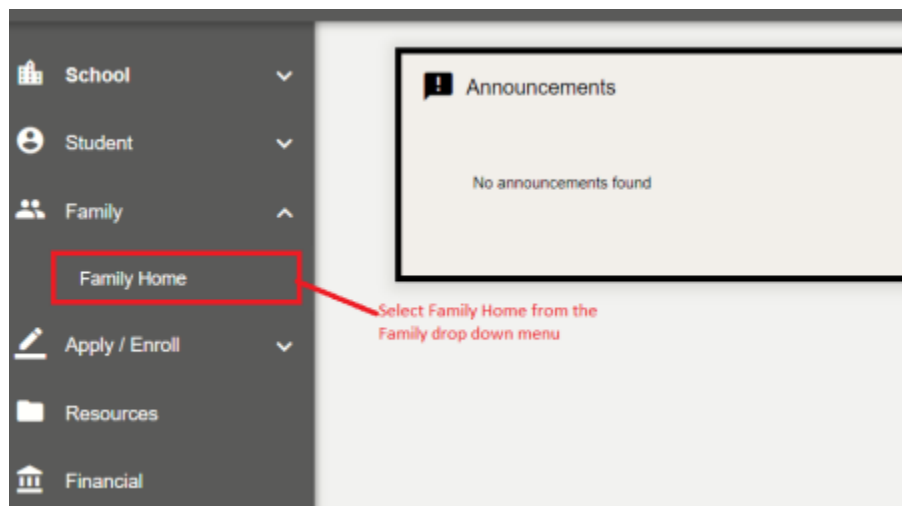 School
Student
Family
Family Home
Apply / Enroll
Resources
Financial
Announcements
No announcements found
Select Family Home from the
Family drop down menu